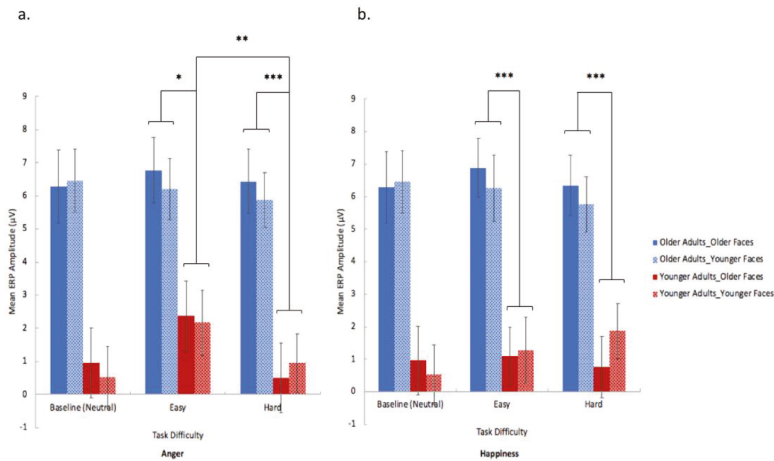 a.
**
*
***
9
8
7
6
5
4
3
2
1
0
-1
Mean ERP Amplitude (µV)
Baseline (Neutral)
Easy
Hard
Task Difficulty
Anger
b.
***
***
9
8
7
6
5
4
3
2
1
0
-1
Mean ERP Amplitude (µV)
Baseline (Neutral)
Easy
Hard
Task Difficulty
Happiness
Older Adults_Older Faces
Older Adults_Younger Faces
Younger Adults_Older Faces
Younger Adults_Younger Faces